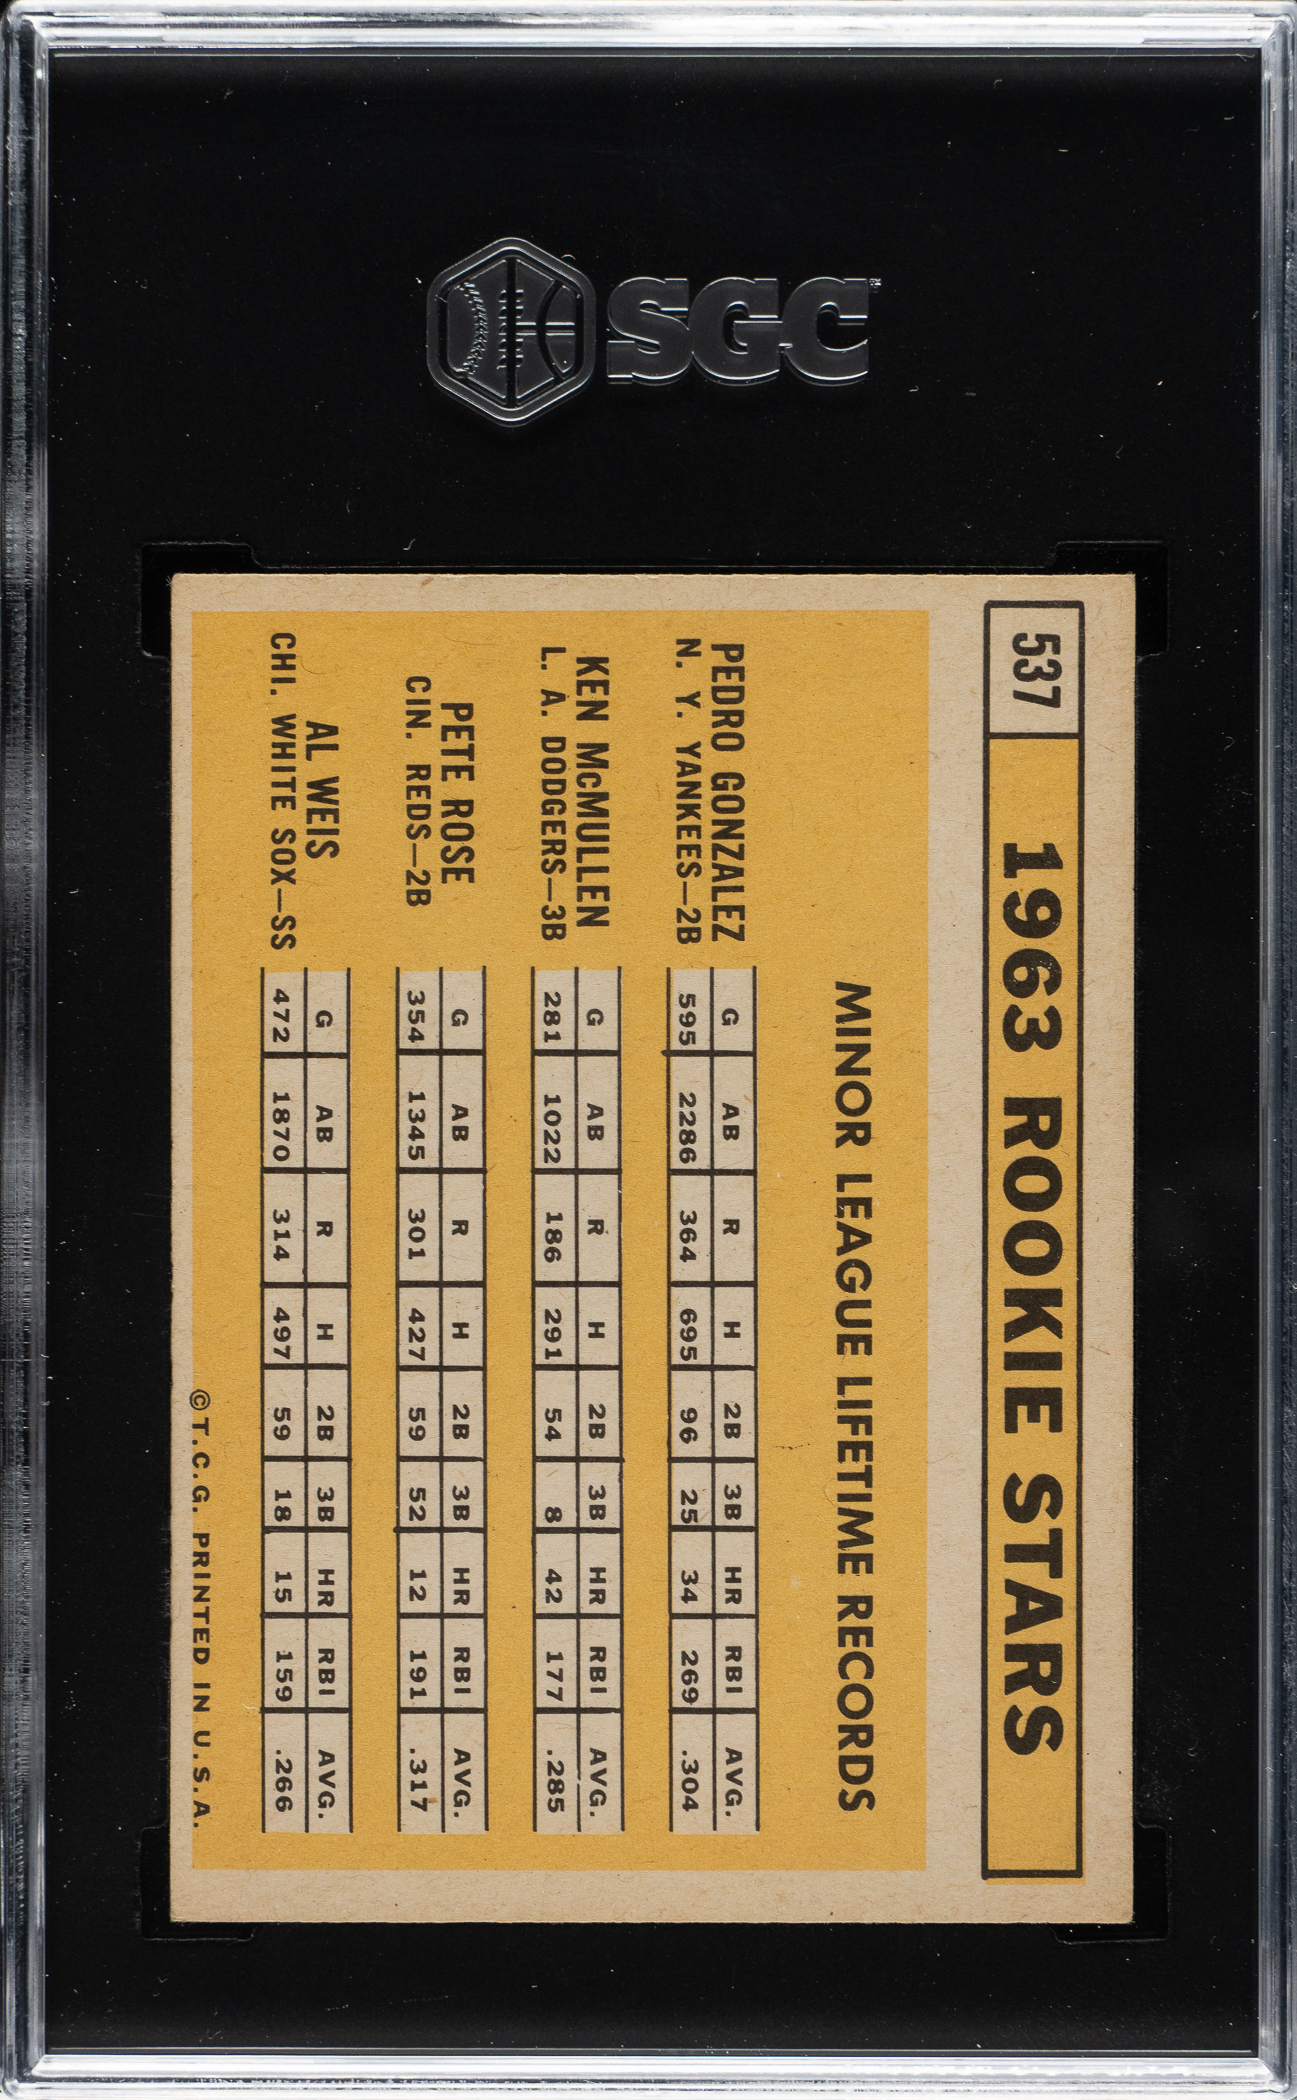 SGC
537 1963 ROOKIE STARS
MINOR LEAGUE LIFETIME RECORDS
PEDRO GONZALEZ G AB R H 2B 3B HR RBI AVG.
N. Y. YANKEES—2B 595 2286 364 695 96 25 34 269 .304
KEN McMULLEN G AB R H 2B 3B HR RBI AVG.
L. A. DODGERS—3B 281 1022 186 291 54 8 42 177 .285
PETE ROSE G AB R H 2B 3B HR RBI AVG.
CIN. REDS—2B 354 1345 301 427 59 52 12 191 .317
AL WEIS G AB R H 2B 3B HR RBI AVG.
CHI. WHITE SOX—SS 472 1870 314 497 59 18 15 159 .266
© T.C.G. PRINTED IN U.S.A.